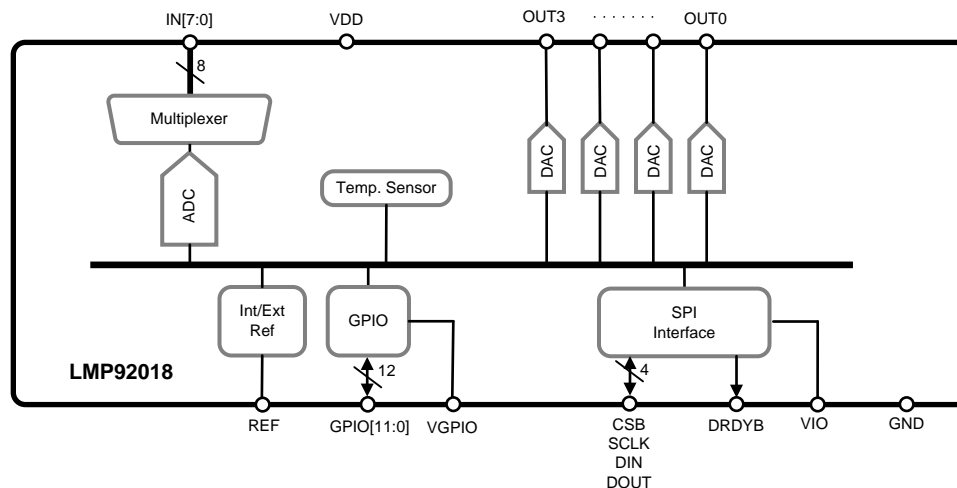 IN[7:0]
VDD
OUT3 . . . . . . . OUT0
8
Multiplexer
ADC
Temp. Sensor
DAC
DAC
DAC
DAC
Int/Ext
Ref
GPIO
SPI
Interface
LMP92018
12
4
REF
GPIO[11:0]
VGPIO
CSB
SCLK
DIN
DOUT
DRDYB
VIO
GND